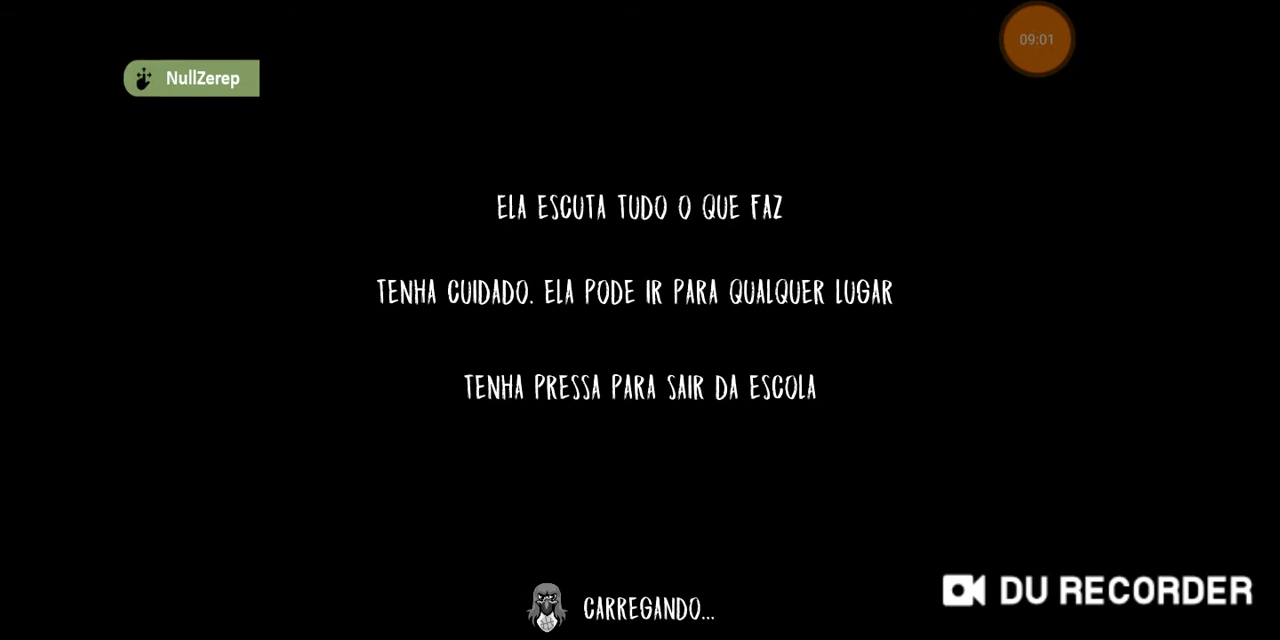 09:01
NullZerep
ELA ESCUTA TUDO O QUE FAZ
TENHA CUIDADO. ELA PODE IR PARA QUALQUER LUGAR
TENHA PRESSA PARA SAIR DA ESCOLA
CARREGANDO...
DU RECORDER